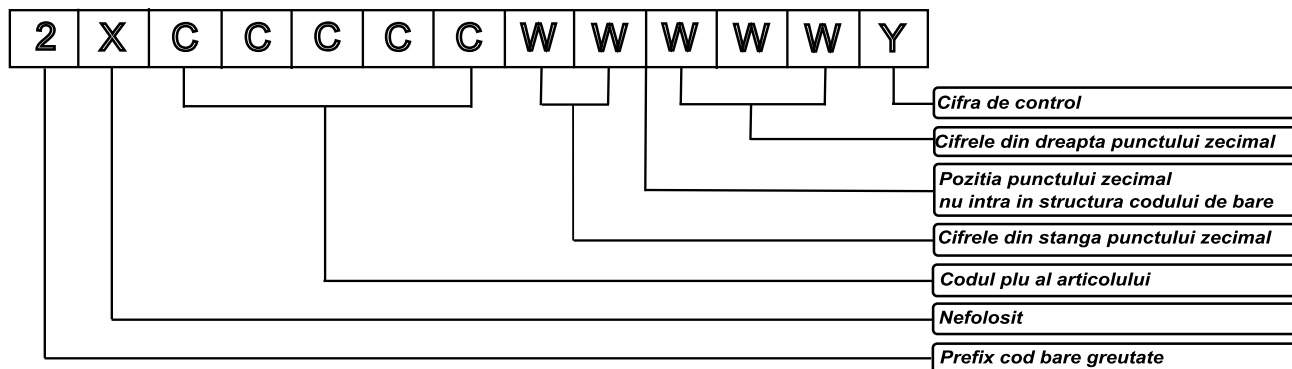 2 X C C C C C W W W W W Y
Cifra de control
Cifrele din dreapta punctului zecimal
Pozitia punctului zecimal
nu intra in structura codului de bare
Cifrele din stanga punctului zecimal
Codul plu al articolului
Nefolosit
Prefix cod bare greutate